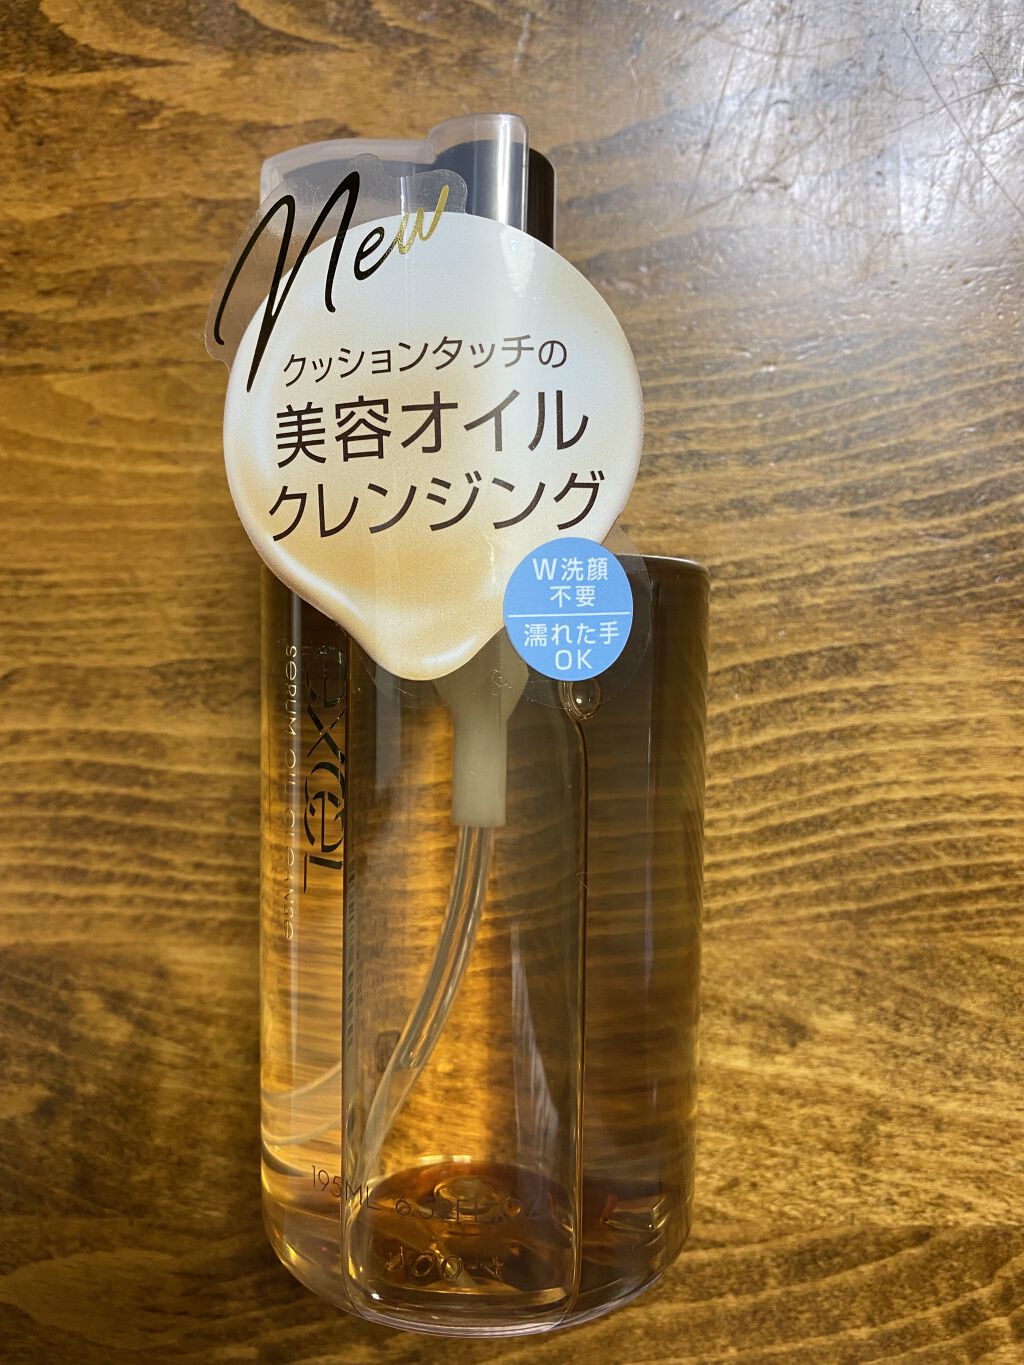 New
クッションタッチの
美容オイル
クレンジング
W洗顔
不要
濡れた手
OK
excel
SERUM OIL CLEANSE
195ML